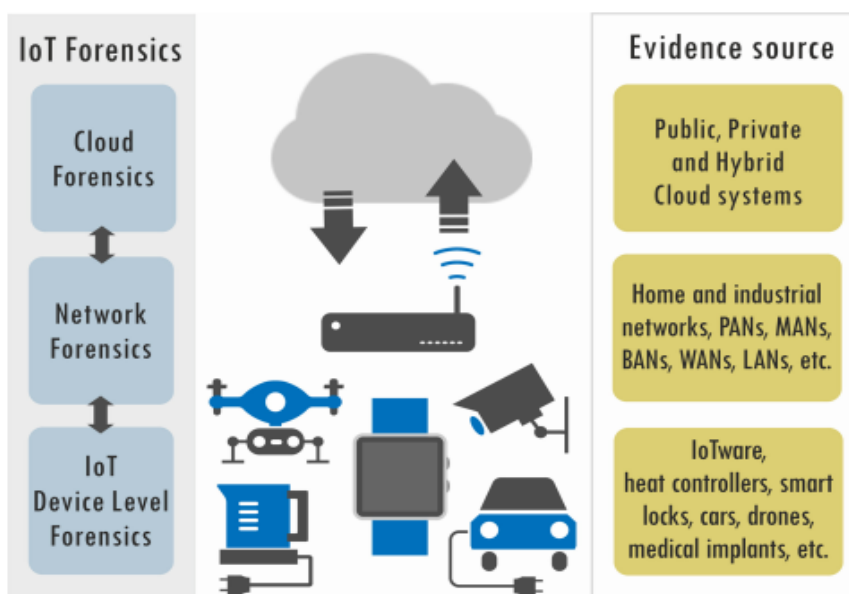 IoT Forensics
Cloud
Forensics
Network
Forensics
IoT
Device Level
Forensics
Evidence source
Public, Private
and Hybrid
Cloud systems
Home and industrial
networks, PANs, MANs,
BANs, WANs, LANs, etc.
IoTware,
heat controllers, smart
locks, cars, drones,
medical implants, etc.